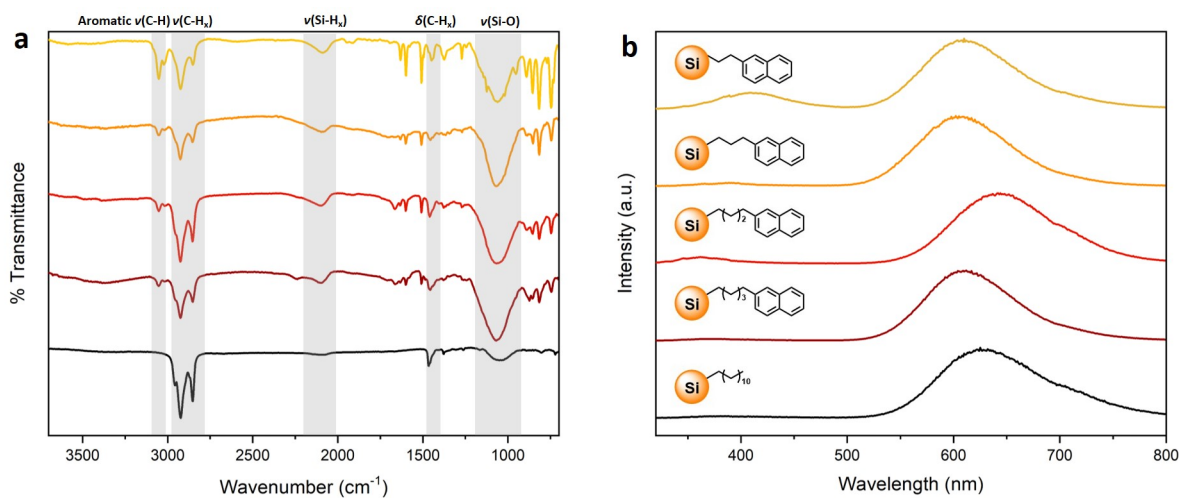 Aromatic ν(C-H) ν(C-Hₓ) ν(Si-Hₓ) δ(C-Hₓ) ν(Si-O)
a
% Transmittance
3500 3000 2500 2000 1500 1000
Wavenumber (cm⁻¹)
b
Intensity (a.u.)
Si
Si
Si ( )₂
Si ( )₃
Si ( )₁₀
400 500 600 700 800
Wavelength (nm)